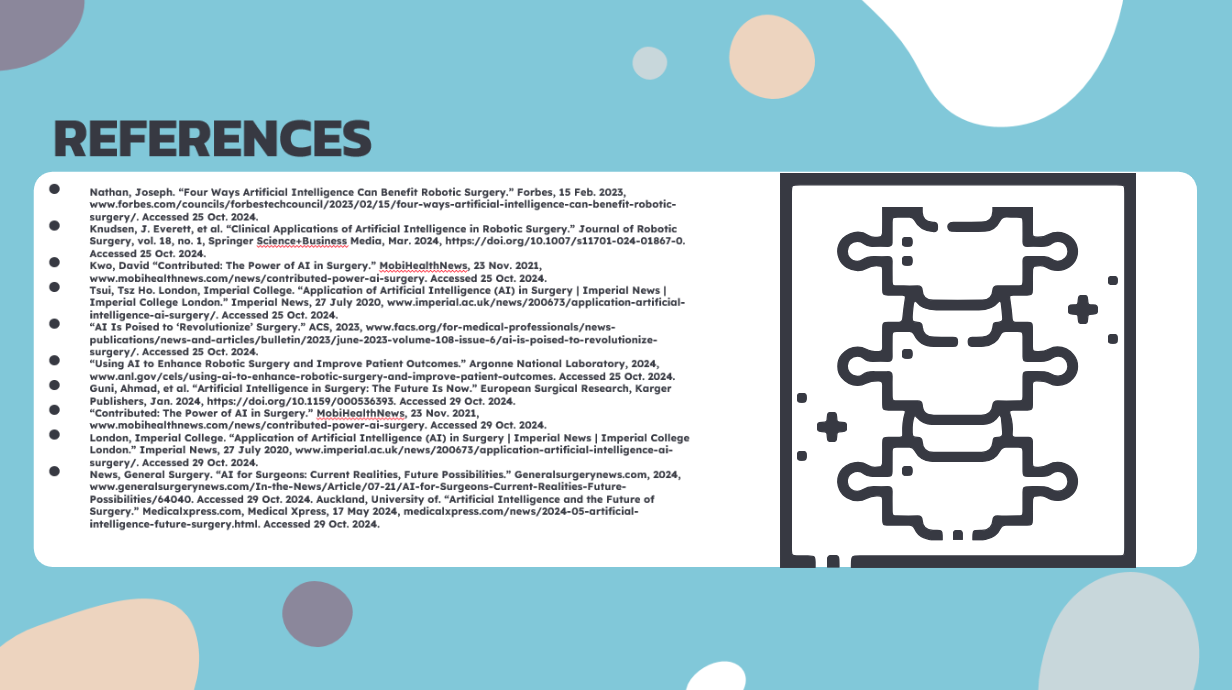 REFERENCES
Nathan, Joseph. “Four Ways Artificial Intelligence Can Benefit Robotic Surgery.” Forbes, 15 Feb. 2023,
www.forbes.com/councils/forbestechcouncil/2023/02/15/four-ways-artificial-intelligence-can-benefit-robotic-
surgery/. Accessed 25 Oct. 2024.
Knudsen, J. Everett, et al. “Clinical Applications of Artificial Intelligence in Robotic Surgery.” Journal of Robotic
Surgery, vol. 18, no. 1, Springer Science+Business Media, Mar. 2024, https://doi.org/10.1007/s11701-024-01867-0.
Accessed 25 Oct. 2024.
Kwo, David “Contributed: The Power of AI in Surgery.” MobiHealthNews, 23 Nov. 2021,
www.mobihealthnews.com/news/contributed-power-ai-surgery. Accessed 25 Oct. 2024.
Tsui, Tsz Ho. London, Imperial College. “Application of Artificial Intelligence (AI) in Surgery | Imperial News |
Imperial College London.” Imperial News, 27 July 2020, www.imperial.ac.uk/news/200673/application-artificial-
intelligence-ai-surgery/. Accessed 25 Oct. 2024.
“AI Is Poised to ‘Revolutionize’ Surgery.” ACS, 2023, www.facs.org/for-medical-professionals/news-
publications/news-and-articles/bulletin/2023/june-2023-volume-108-issue-6/ai-is-poised-to-revolutionize-
surgery/. Accessed 25 Oct. 2024.
“Using AI to Enhance Robotic Surgery and Improve Patient Outcomes.” Argonne National Laboratory, 2024,
www.anl.gov/cels/using-ai-to-enhance-robotic-surgery-and-improve-patient-outcomes. Accessed 25 Oct. 2024.
Guni, Ahmad, et al. “Artificial Intelligence in Surgery: The Future Is Now.” European Surgical Research, Karger
Publishers, Jan. 2024, https://doi.org/10.1159/000536393. Accessed 29 Oct. 2024.
“Contributed: The Power of AI in Surgery.” MobiHealthNews, 23 Nov. 2021,
www.mobihealthnews.com/news/contributed-power-ai-surgery. Accessed 29 Oct. 2024.
London, Imperial College. “Application of Artificial Intelligence (AI) in Surgery | Imperial News | Imperial College
London.” Imperial News, 27 July 2020, www.imperial.ac.uk/news/200673/application-artificial-intelligence-ai-
surgery/. Accessed 29 Oct. 2024.
News, General Surgery. “AI for Surgeons: Current Realities, Future Possibilities.” Generalsurgerynews.com, 2024,
www.generalsurgerynews.com/In-the-News/Article/07-21/AI-for-Surgeons-Current-Realities-Future-
Possibilities/64040. Accessed 29 Oct. 2024. Auckland, University of. “Artificial Intelligence and the Future of
Surgery.” Medicalxpress.com, Medical Xpress, 17 May 2024, medicalxpress.com/news/2024-05-artificial-
intelligence-future-surgery.html. Accessed 29 Oct. 2024.